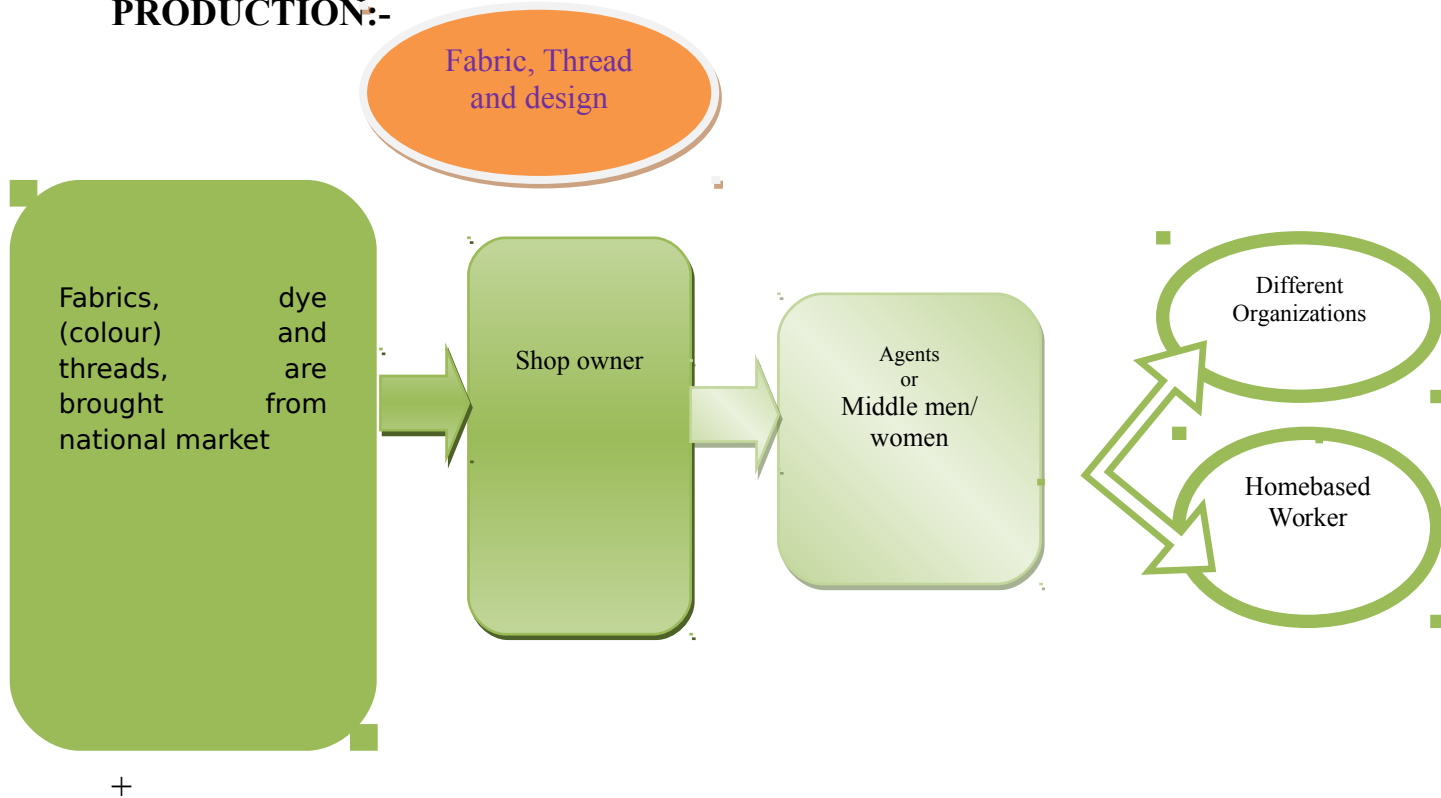 PRODUCTION:-
Fabric, Thread
and design
Fabrics, dye
(colour) and
threads, are
brought from
national market
Shop owner
Agents
or
Middle men/
women
Different
Organizations
Homebased
Worker
+